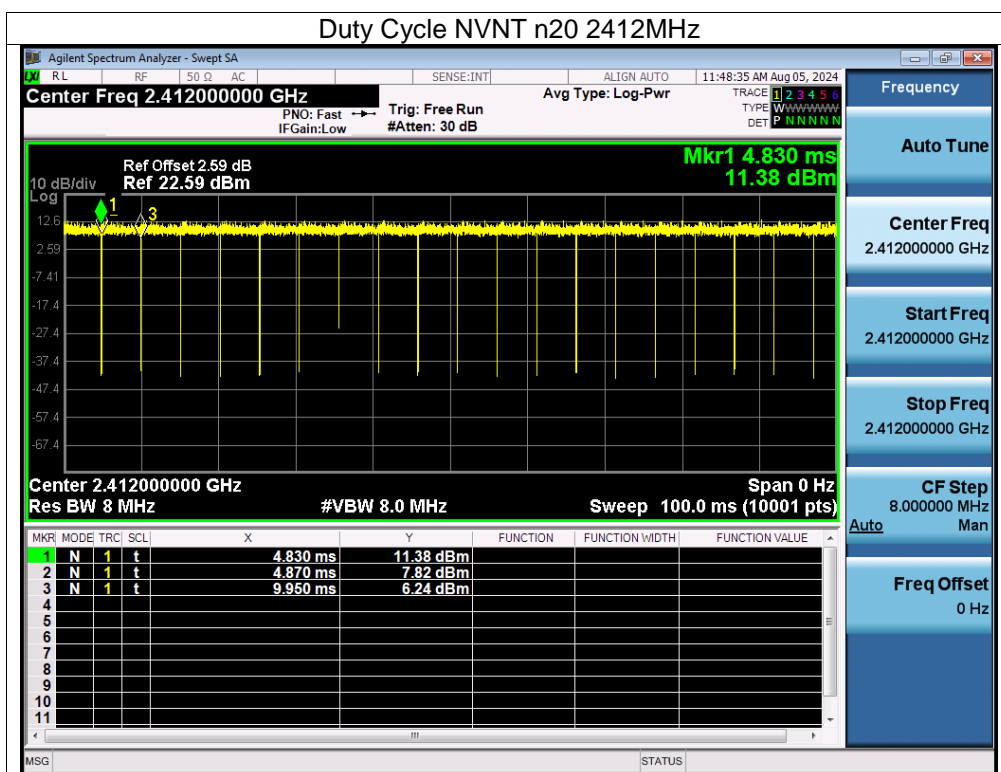 Duty Cycle NVNT n20 2412MHz
Agilent Spectrum Analyzer - Swept SA
LXI RL RF 50 Ω AC SENSE:INT ALIGN AUTO 11:48:35 AM Aug 05, 2024
Center Freq 2.412000000 GHz
PNO: Fast
IFGain:Low
Trig: Free Run
#Atten: 30 dB
Avg Type: Log-Pwr
TRACE 1 2 3 4 5 6
TYPE WWWWWW
DET P N N N N N
Mkr1 4.830 ms
11.38 dBm
Ref Offset 2.59 dB
Ref 22.59 dBm
10 dB/div
Log
1
3
12.6
2.59
-7.41
-17.4
-27.4
-37.4
-47.4
-57.4
-67.4
Center 2.412000000 GHz Span 0 Hz
Res BW 8 MHz #VBW 8.0 MHz Sweep 100.0 ms (10001 pts)
MKR MODE TRC SCL X Y FUNCTION FUNCTION WIDTH FUNCTION VALUE
1 N 1 t 4.830 ms 11.38 dBm
2 N 1 t 4.870 ms 7.82 dBm
3 N 1 t 9.950 ms 6.24 dBm
4
5
6
7
8
9
10
11
MSG STATUS
Frequency
Auto Tune
Center Freq
2.412000000 GHz
Start Freq
2.412000000 GHz
Stop Freq
2.412000000 GHz
CF Step
8.000000 MHz
Auto Man
Freq Offset
0 Hz